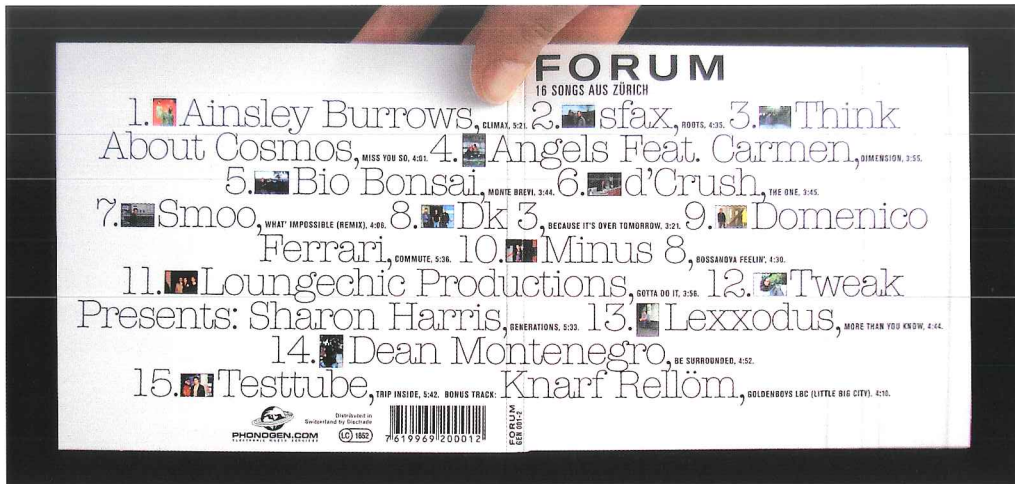 FORUM
16 SONGS AUS ZÜRICH
1. Ainsley Burrows, CLIMAX, 5:21. 2. sfax, ROOTS, 4:35. 3. Think
About Cosmos, MISS YOU SO, 4:01. 4. Angels Feat. Carmen, DIMENSION, 3:55.
5. Bio Bonsai, MONTE BREVI, 3:44. 6. d'Crush, THE ONE, 3:45.
7. Smoo, WHAT' IMPOSSIBLE (REMIX), 4:06. 8. Dk 3, BECAUSE IT'S OVER TOMORROW, 3:21. 9. Domenico
Ferrari, COMMUTE, 5:36. 10. Minus 8, BOSSANOVA FEELIN', 4:30.
11. Loungechic Productions, GOTTA DO IT, 3:56. 12. Tweak
Presents: Sharon Harris, GENERATIONS, 5:33. 13. Lexxodus, MORE THAN YOU KNOW, 4:44.
14. Dean Montenegro, BE SURROUNDED, 4:52.
15. Testtube, TRIP INSIDE, 5:42. BONUS TRACK: Knarf Rellöm, GOLDENBOYS LBC (LITTLE BIG CITY), 4:10.
PHONOGEN.COM
ELECTRONIC MUSIC SERVICES
Distributed in
Switzerland by
LC 1652
7 619969 200012
FORUM
GEN 001-2